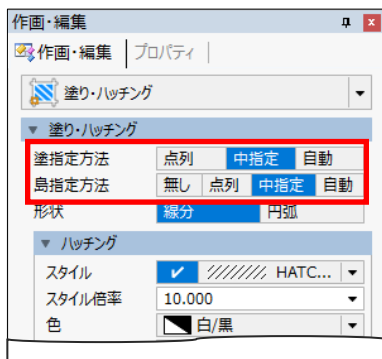 作画・編集
作画・編集 プロパティ
塗り・ハッチング
塗り・ハッチング
塗指定方法 点列 中指定 自動
島指定方法 無し 点列 中指定 自動
形状 線分 円弧
ハッチング
スタイル HATC...
スタイル倍率 10.000
色 白/黒